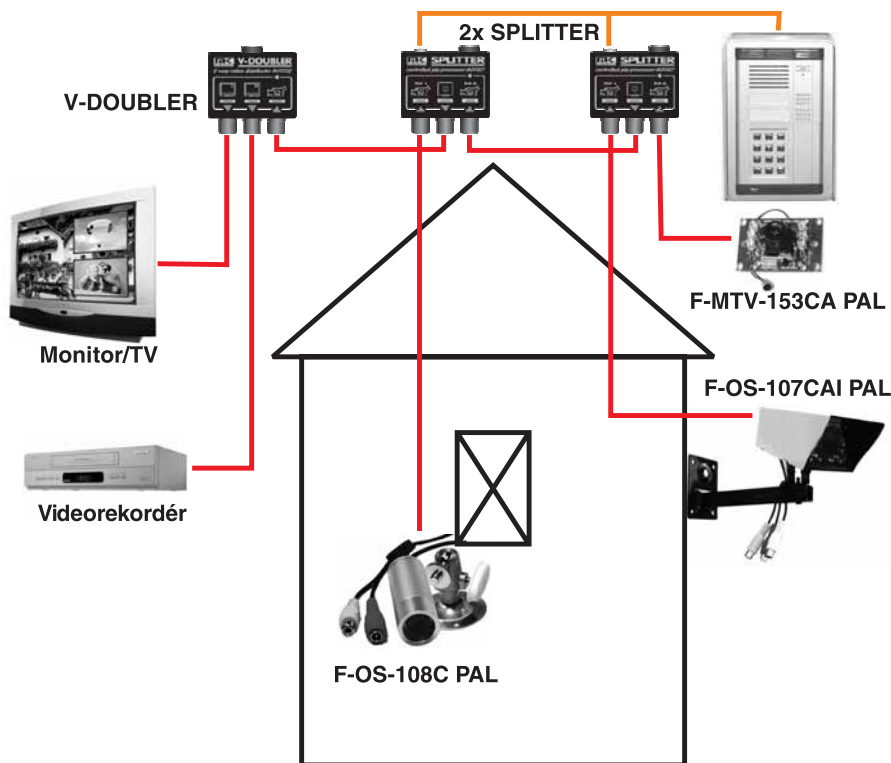 2x SPLITTER
V-DOUBLER
V-DOUBLER
SPLITTER
SPLITTER
F-MTV-153CA PAL
Monitor/TV
F-OS-107CAI PAL
Videorekordér
F-OS-108C PAL